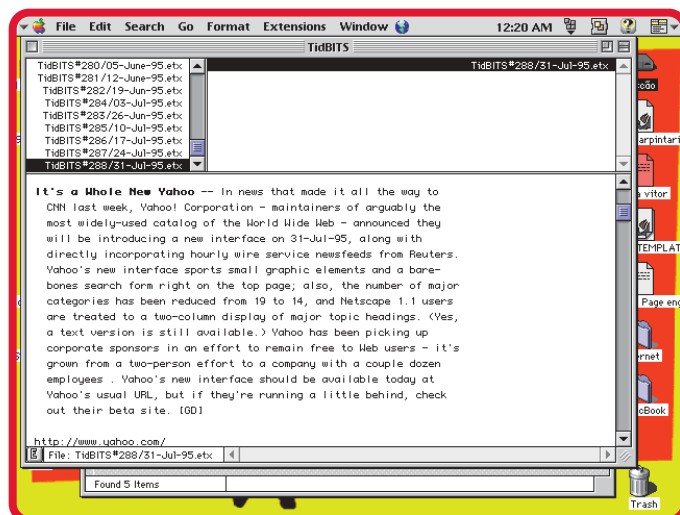 File Edit Search Go Format Extensions Window 12:20 AM
TidBITS
TidBITS#280/05-June-95.etx
TidBITS#281/12-June-95.etx
TidBITS#282/19-Jun-95.etx
TidBITS#284/03-Jul-95.etx
TidBITS#283/26-Jun-95.etx
TidBITS#285/10-Jul-95.etx
TidBITS#286/17-Jul-95.etx
TidBITS#287/24-Jul-95.etx
TidBITS#288/31-Jul-95.etx
TidBITS#288/31-Jul-95.etx
It's a Whole New Yahoo -- In news that made it all the way to
CNN last week, Yahoo! Corporation - maintainers of arguably the
most widely-used catalog of the World Wide Web - announced they
will be introducing a new interface on 31-Jul-95, along with
directly incorporating hourly wire service newsfeeds from Reuters.
Yahoo's new interface sports small graphic elements and a bare-
bones search form right on the top page; also, the number of major
categories has been reduced from 19 to 14, and Netscape 1.1 users
are treated to a two-column display of major topic headings. (Yes,
a text version is still available.) Yahoo has been picking up
corporate sponsors in an effort to remain free to Web users - it's
grown from a two-person effort to a company with a couple dozen
employees . Yahoo's new interface should be available today at
Yahoo's usual URL, but if they're running a little behind, check
out their beta site. [GD]
http://www.yahoo.com/
File: TidBITS#288/31-Jul-95.etx
Found 5 Items
arpintari
vitor
TEMPLAT
Page eng
rnet
cBook
Trash